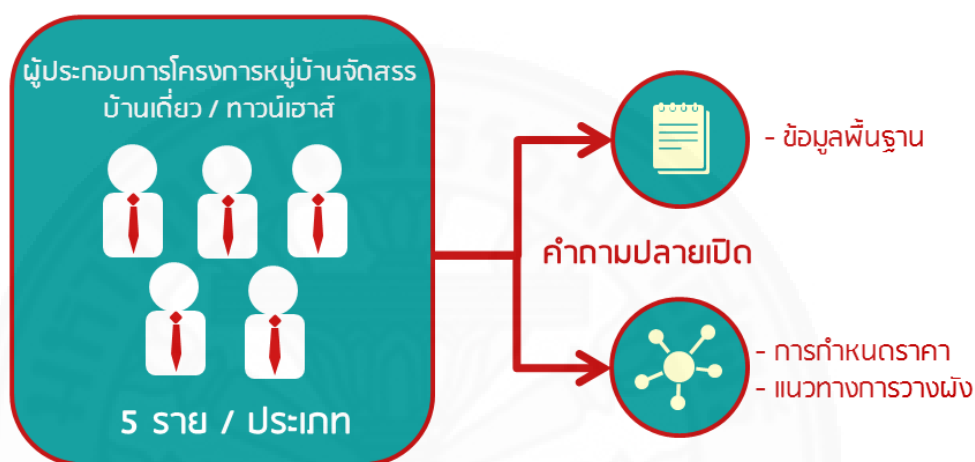 ผู้ประกอบการโครงการหมู่บ้านจัดสรร
บ้านเดี่ยว / ทาวน์เฮาส์
5 ราย / ประเภท
- ข้อมูลพื้นฐาน
คำถามปลายเปิด
- การกำหนดราคา
- แนวทางการวางผัง